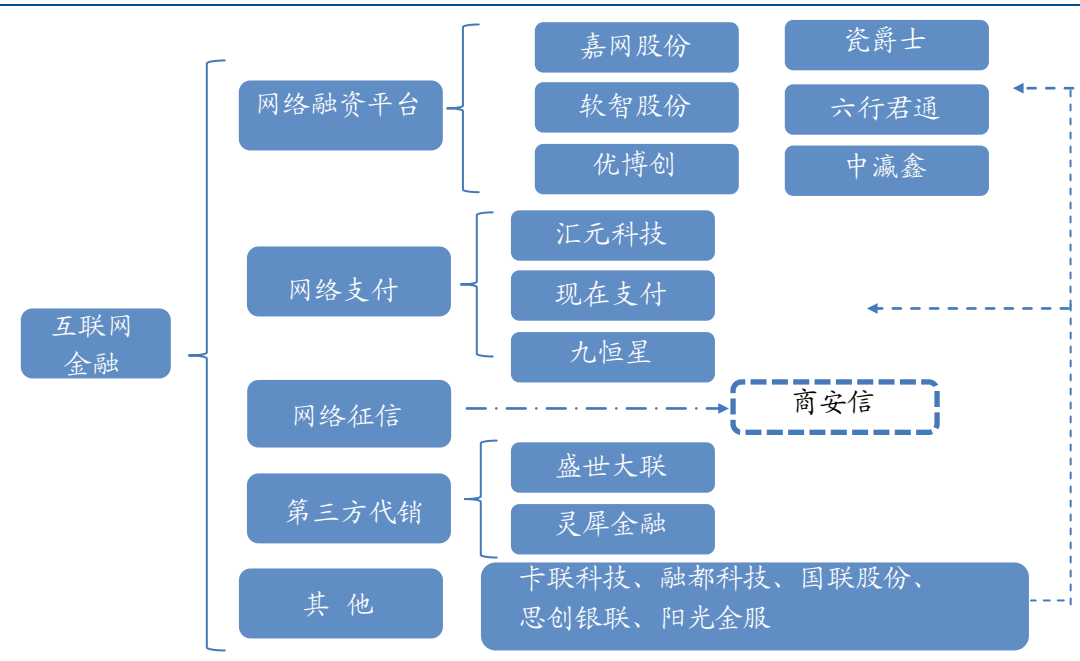 互联网
金融
网络融资平台
嘉网股份
瓷爵士
软智股份
六行君通
优博创
中瀛鑫
网络支付
汇元科技
现在支付
九恒星
网络征信
商安信
第三方代销
盛世大联
灵犀金融
其 他
卡联科技、融都科技、国联股份、
思创银联、阳光金服